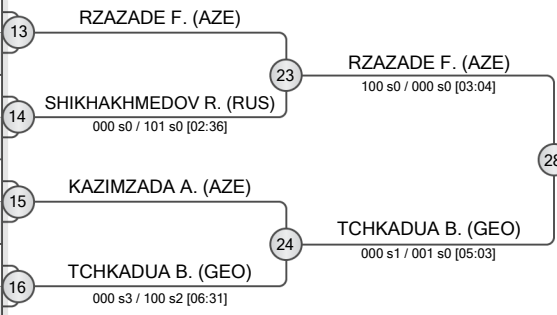 RZAZADE F. (AZE)
13
23
RZAZADE F. (AZE)
100 s0 / 000 s0 [03:04]
SHIKHAKHMEDOV R. (RUS)
14
000 s0 / 101 s0 [02:36]
28
KAZIMZADA A. (AZE)
15
24
TCHKADUA B. (GEO)
000 s1 / 001 s0 [05:03]
TCHKADUA B. (GEO)
16
000 s3 / 100 s2 [06:31]